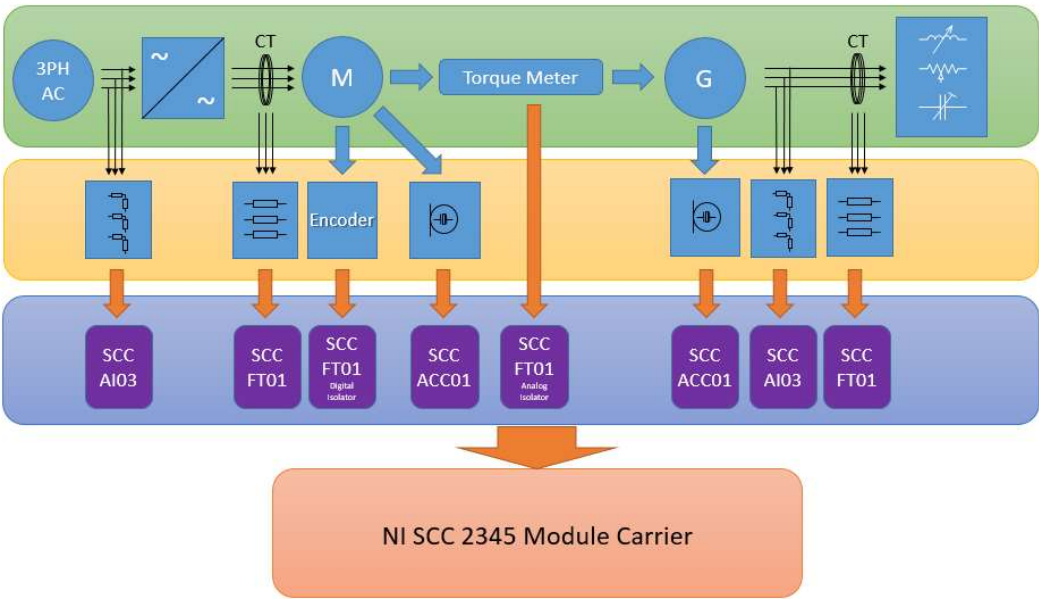 3PH
AC
~
~
CT
M
Torque Meter
G
CT
Encoder
SCC
AI03
SCC
FT01
SCC
FT01
Digital
Isolator
SCC
ACC01
SCC
FT01
Analog
Isolator
SCC
ACC01
SCC
AI03
SCC
FT01
NI SCC 2345 Module Carrier